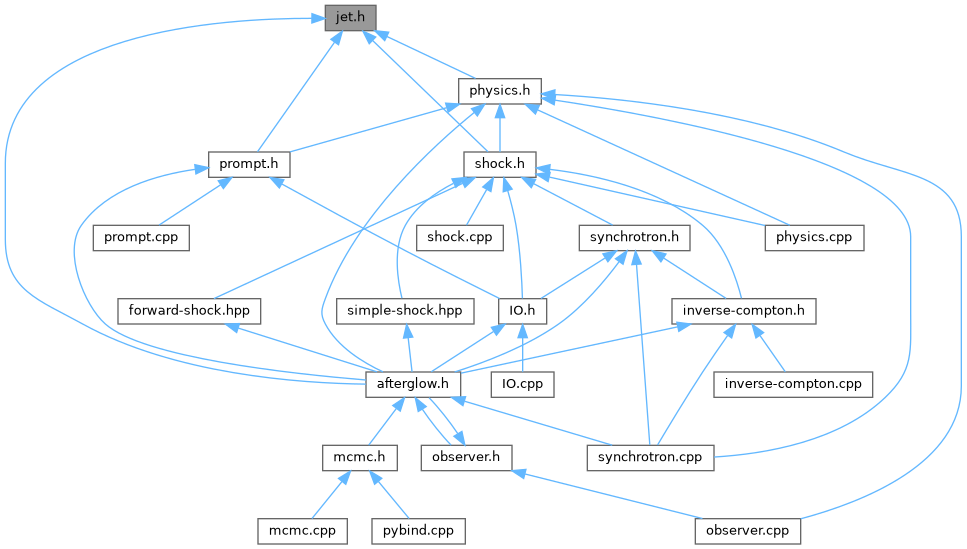 jet.h
physics.h
prompt.h
shock.h
prompt.cpp
shock.cpp
synchrotron.h
physics.cpp
forward-shock.hpp
simple-shock.hpp
IO.h
inverse-compton.h
afterglow.h
IO.cpp
inverse-compton.cpp
mcmc.h
observer.h
synchrotron.cpp
mcmc.cpp
pybind.cpp
observer.cpp